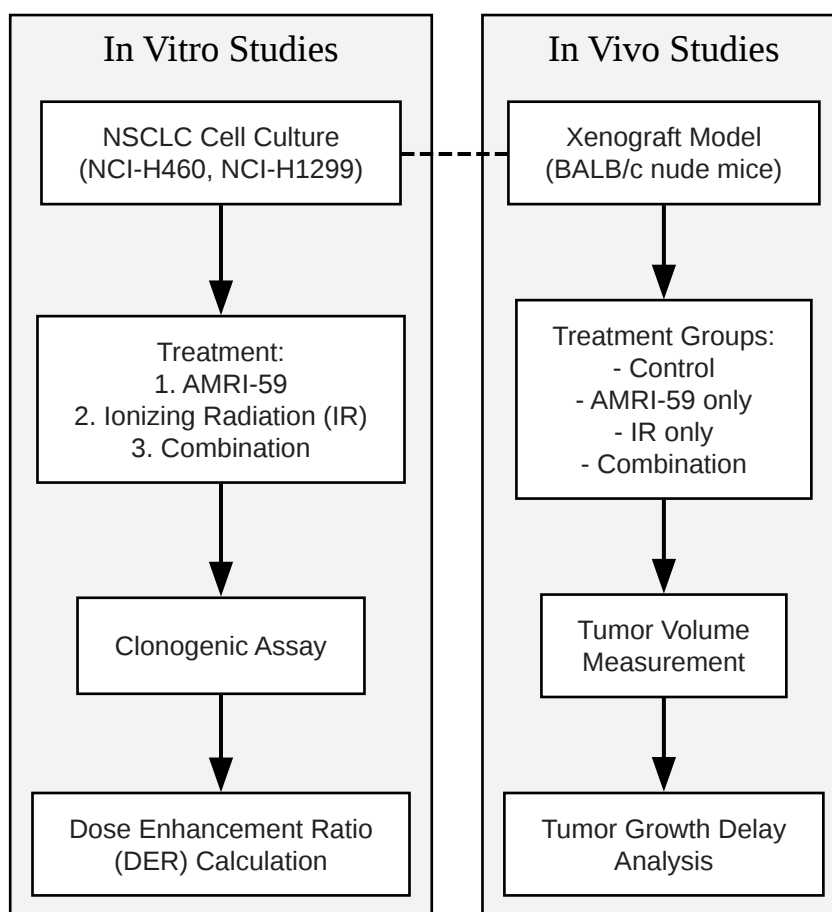 In Vitro Studies
NSCLC Cell Culture
(NCI-H460, NCI-H1299)
Treatment:
1. AMRI-59
2. Ionizing Radiation (IR)
3. Combination
Clonogenic Assay
Dose Enhancement Ratio
(DER) Calculation
In Vivo Studies
Xenograft Model
(BALB/c nude mice)
Treatment Groups:
- Control
- AMRI-59 only
- IR only
- Combination
Tumor Volume
Measurement
Tumor Growth Delay
Analysis